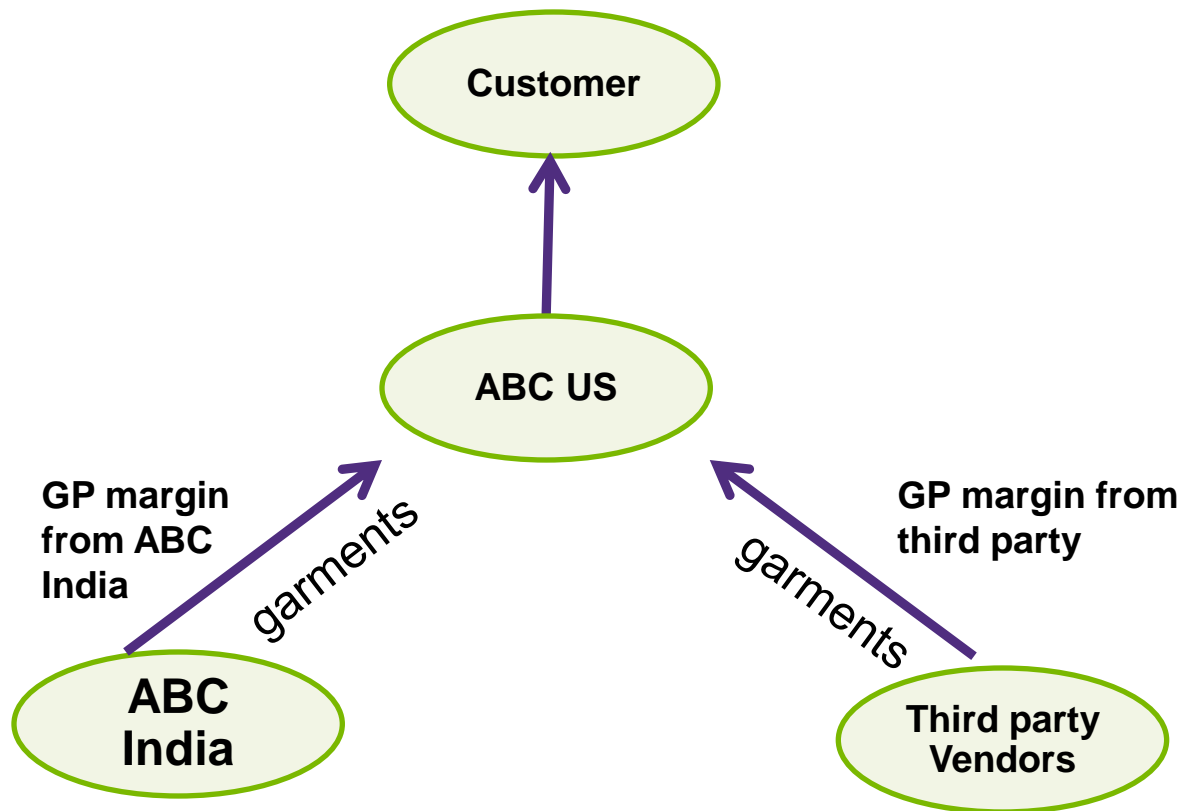 Customer
ABC US
GP margin
from ABC
India
garments
GP margin from
third party
garments
ABC
India
Third party
Vendors